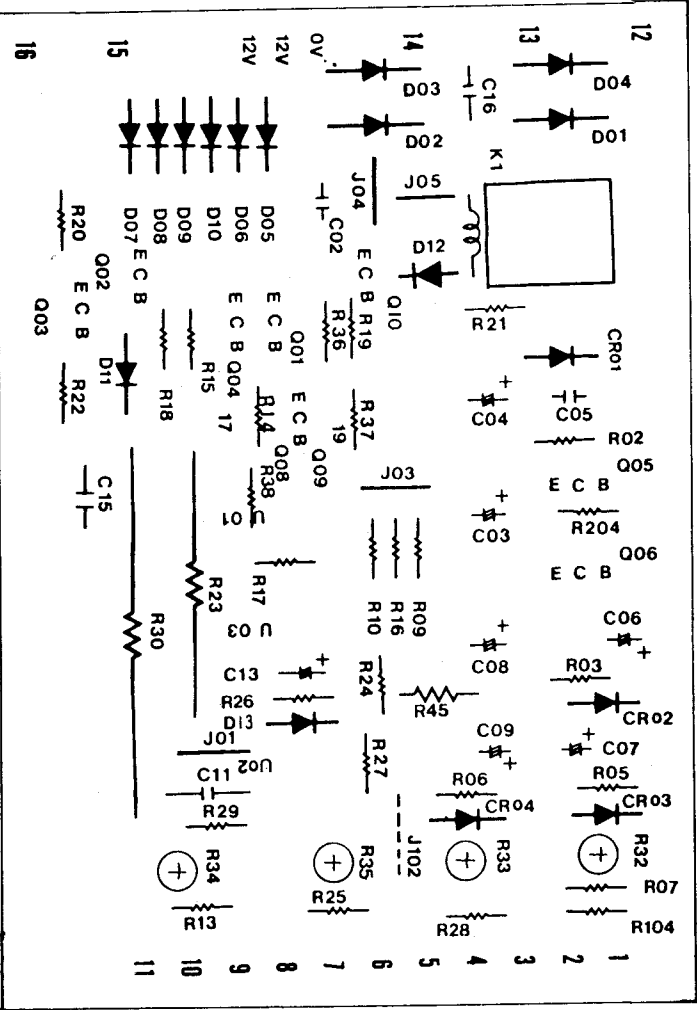 16
15
12V
12V
0V
14
13
12
D03
C16
D04
D02
D01
K1
J04
J05
R20
D07
D08
D09
D10
D06
D05
C02
D12
Q02
E C B
E C B
Q03
E C B
E C B
E C B
Q10
R36
R19
R21
Q01
CR01
D11
R22
R18
R15
Q04
17
R14
E C B
Q08
Q09
19
R37
C04
C05
R02
Q05
C15
R38
U 01
J03
E C B
C03
R204
Q06
E C B
R30
R23
R17
U 03
R10
R16
R09
C06
C13
R24
C08
R03
R26
R45
D13
CR02
J01
U02
R27
C09
C07
C11
R06
R05
R29
CR04
CR03
R34
R35
J102
R33
R32
R13
R25
R28
R07
R104
11
10
9
8
7
6
5
4
3
2
1